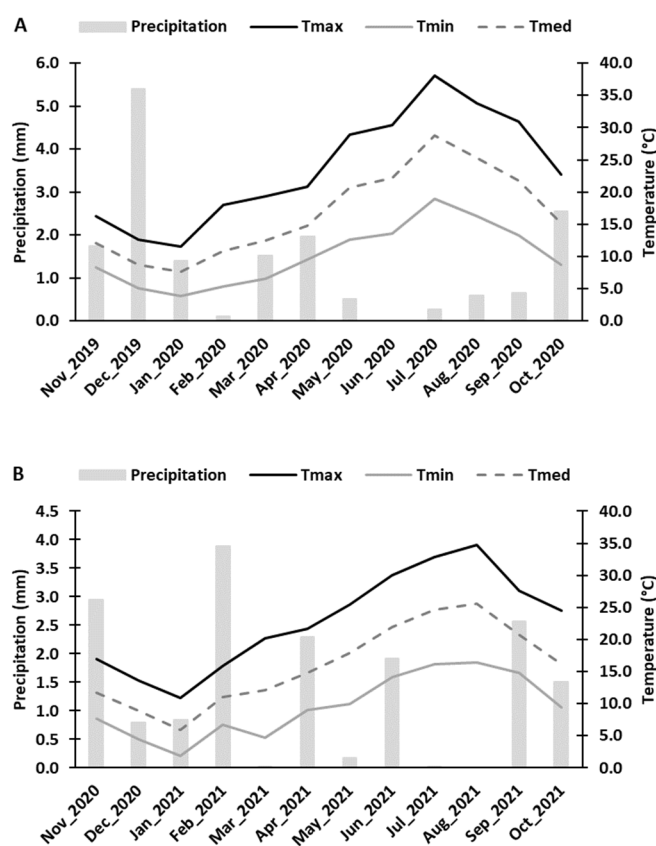 A
Precipitation Tmax Tmin Tmed
6.0 40.0
5.0 35.0
4.0 30.0
3.0 25.0
2.0 20.0
1.0 15.0
0.0 10.0
5.0
0.0
Precipitation (mm)
Temperature (°C)
Nov_2019
Dec_2019
Jan_2020
Feb_2020
Mar_2020
Apr_2020
May_2020
Jun_2020
Jul_2020
Aug_2020
Sep_2020
Oct_2020
B
Precipitation Tmax Tmin Tmed
4.5 40.0
4.0 35.0
3.5 30.0
3.0 25.0
2.5 20.0
2.0 15.0
1.5 10.0
1.0 5.0
0.5 0.0
0.0
Precipitation (mm)
Temperature (°C)
Nov_2020
Dec_2020
Jan_2021
Feb_2021
Mar_2021
Apr_2021
May_2021
Jun_2021
Jul_2021
Aug_2021
Sep_2021
Oct_2021